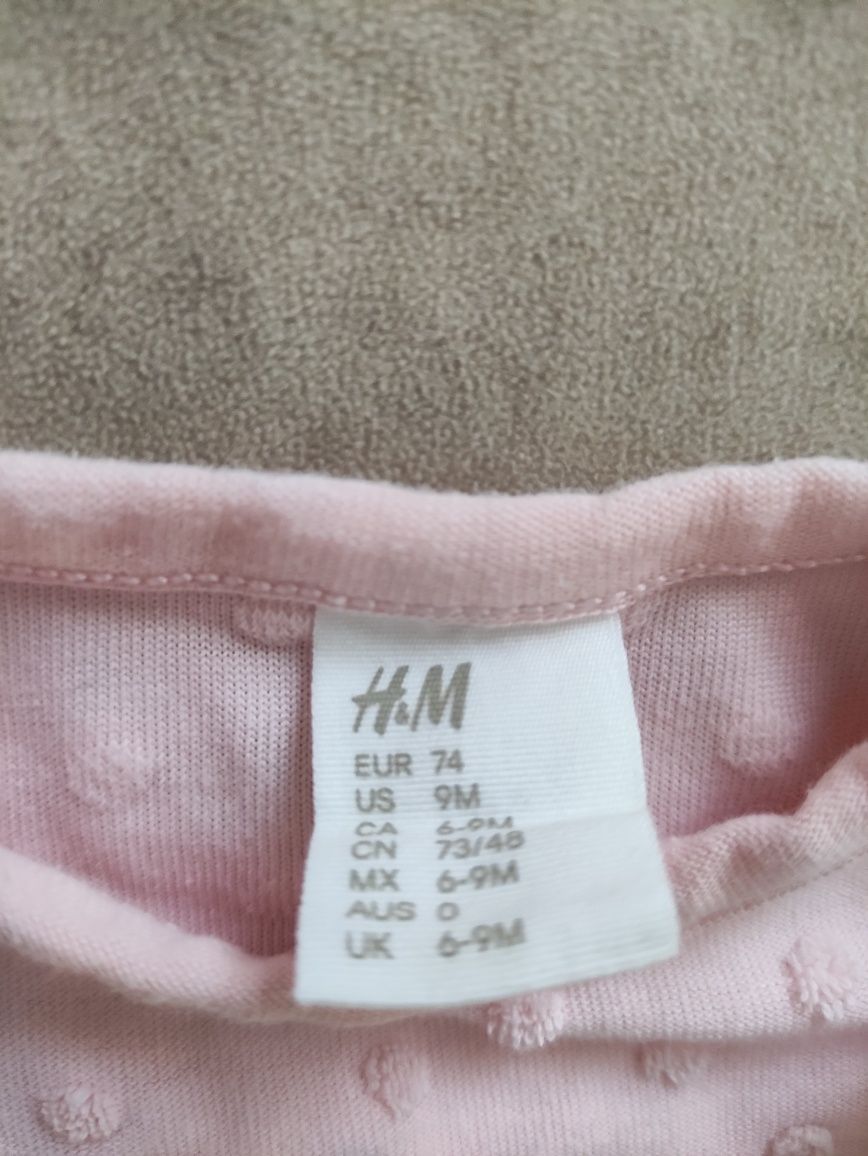 H&M
EUR 74
US 9M
CA 6-9M
CN 73/48
MX 6-9M
AUS 0
UK 6-9M